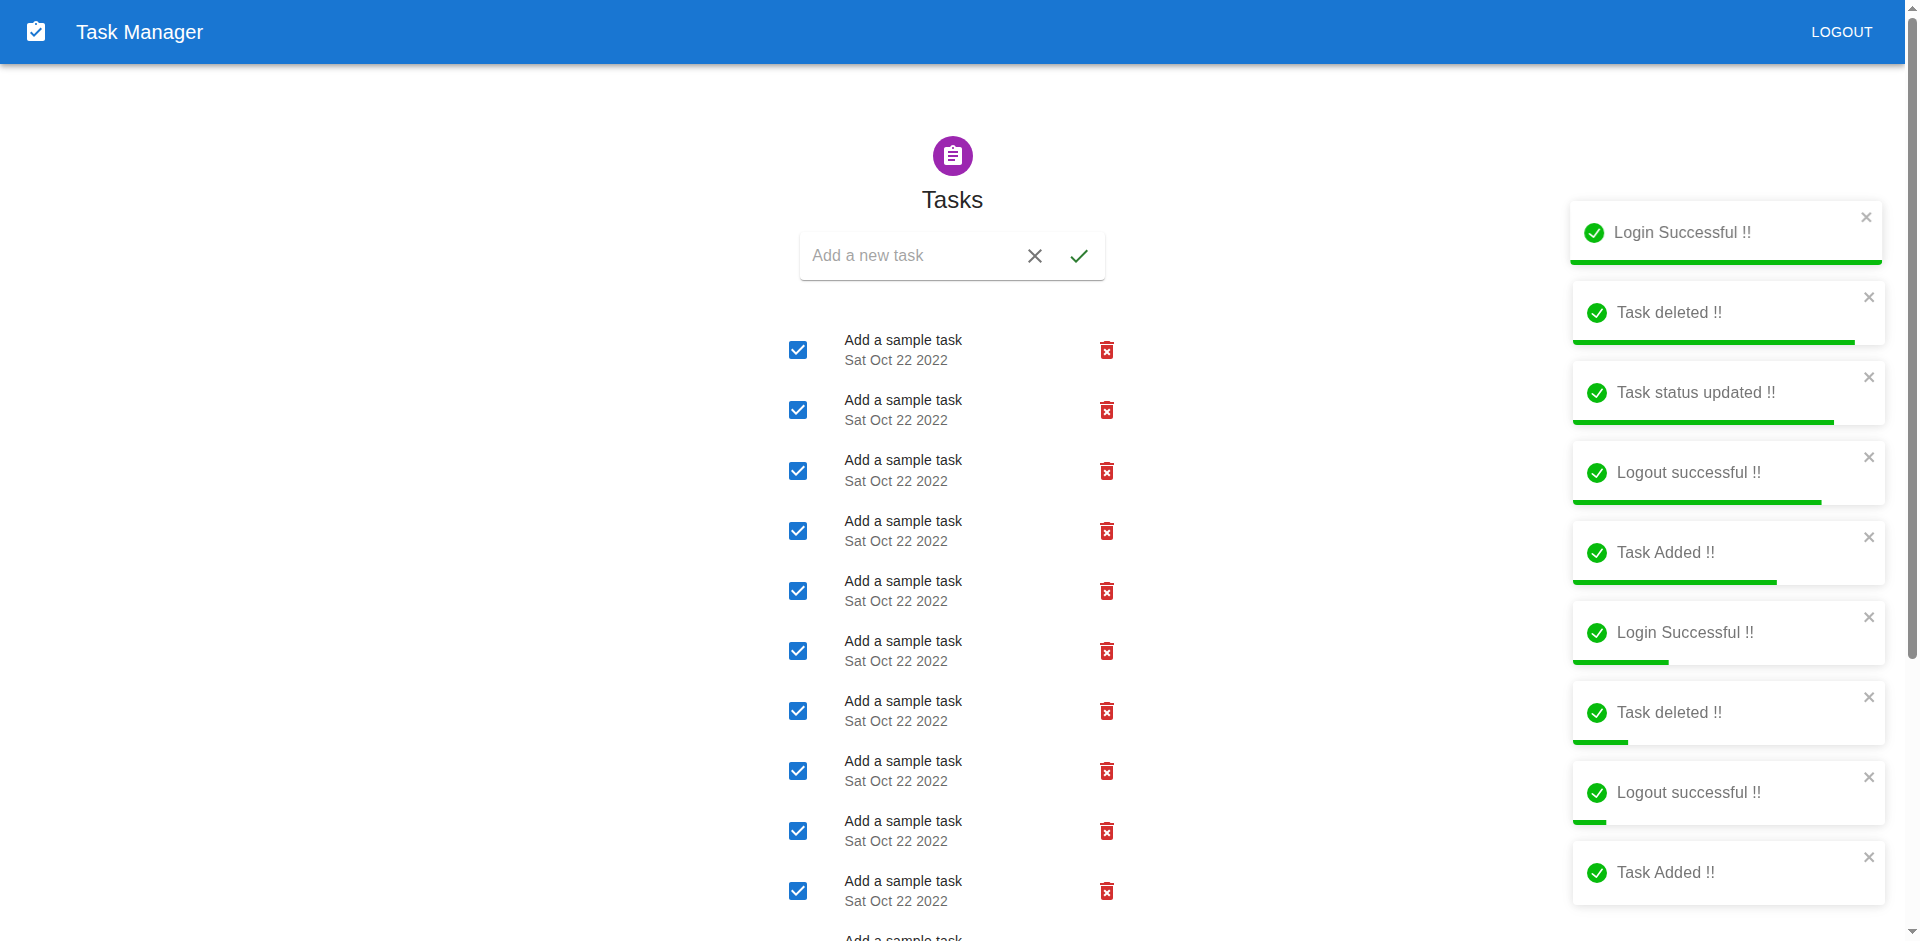 Task Manager
LOGOUT
Tasks
Add a new task
Add a sample task
Sat Oct 22 2022
Add a sample task
Sat Oct 22 2022
Add a sample task
Sat Oct 22 2022
Add a sample task
Sat Oct 22 2022
Add a sample task
Sat Oct 22 2022
Add a sample task
Sat Oct 22 2022
Add a sample task
Sat Oct 22 2022
Add a sample task
Sat Oct 22 2022
Add a sample task
Sat Oct 22 2022
Add a sample task
Sat Oct 22 2022
Add a sample task
Login Successful !!
Task deleted !!
Task status updated !!
Logout successful !!
Task Added !!
Login Successful !!
Task deleted !!
Logout successful !!
Task Added !!